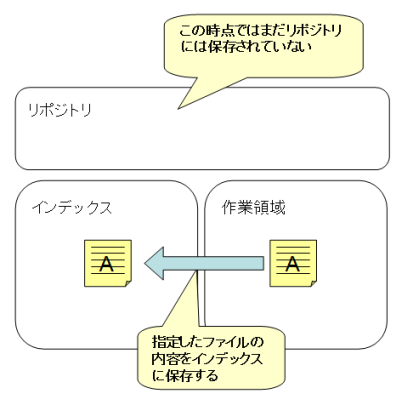 この時点ではまだリポジトリ
には保存されていない
リポジトリ
インデックス
作業領域
A
A
指定したファイルの
内容をインデックス
に保存する